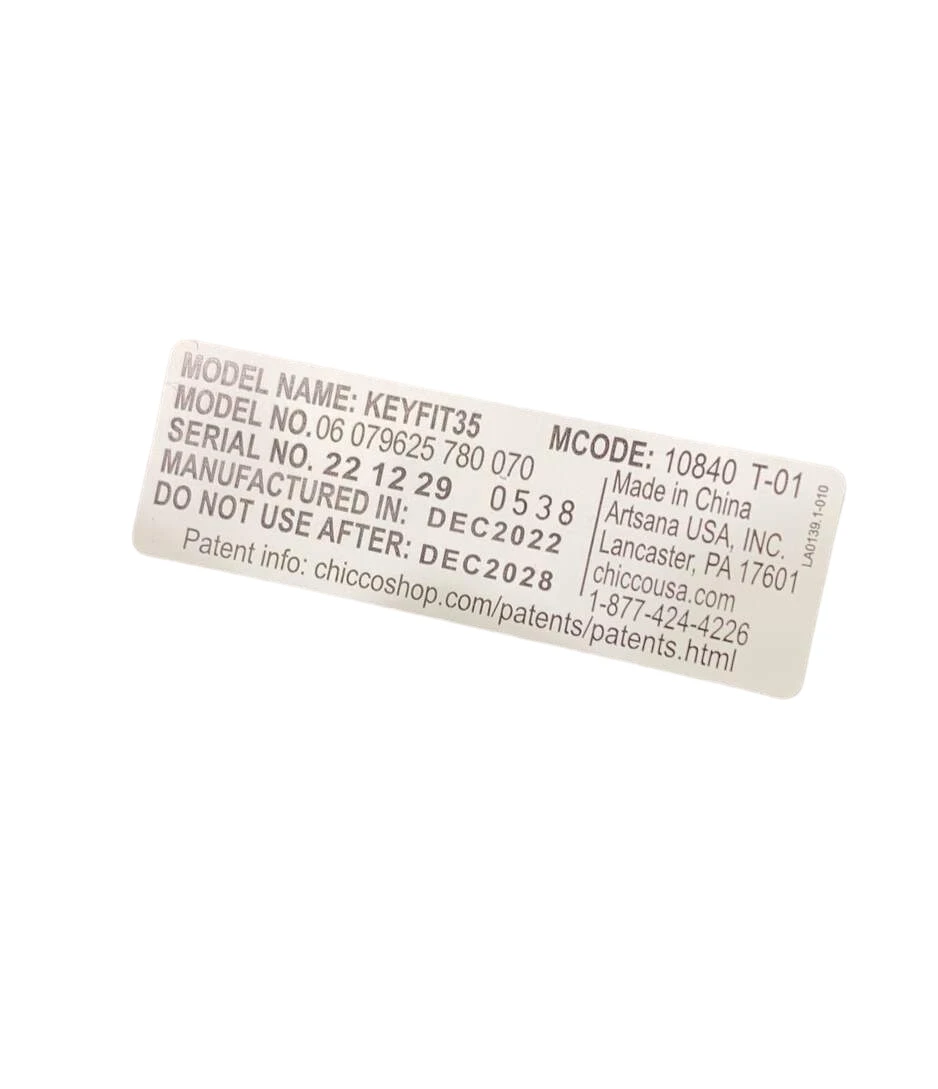 MODEL NAME: KEYFIT35
MODEL NO. 06 079625 780 070
SERIAL NO. 22 12 29 0538
MANUFACTURED IN: DEC2022
DO NOT USE AFTER: DEC2028
Patent info: chiccoshop.com/patents/patents.html
MCODE: 10840 T-01
Made in China
Artsana USA, INC.
Lancaster, PA 17601
chiccousa.com
1-877-424-4226
LA0139.1-010